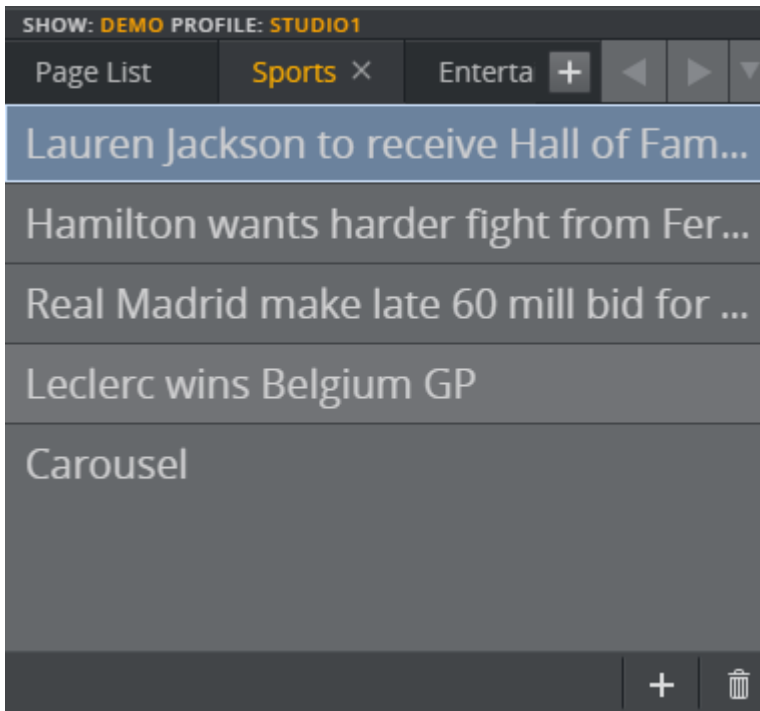 SHOW: DEMO PROFILE: STUDIO1
Page List Sports × Enterta +
Lauren Jackson to receive Hall of Fam...
Hamilton wants harder fight from Fer...
Real Madrid make late 60 mill bid for ...
Leclerc wins Belgium GP
Carousel
+